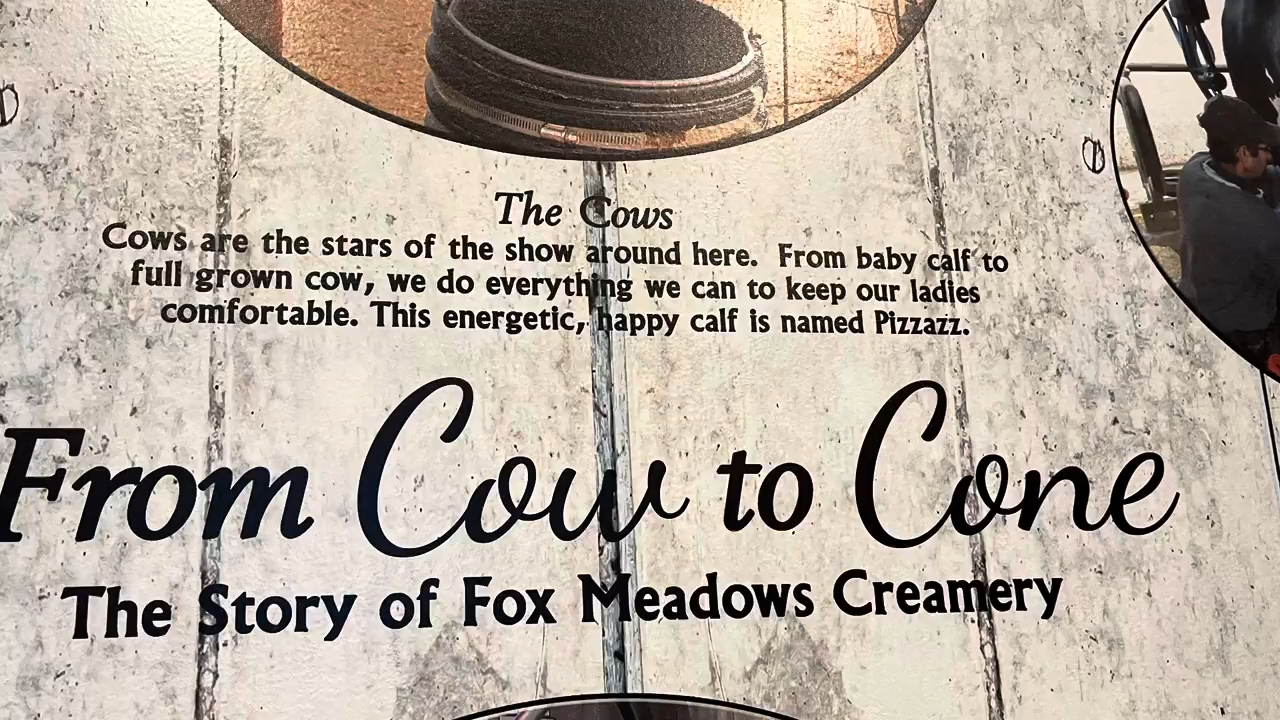 The Cows
Cows are the stars of the show around here. From baby calf to
full grown cow, we do everything we can to keep our ladies
comfortable. This energetic, happy calf is named Pizzazz.
From Cow to Cone
The Story of Fox Meadows Creamery